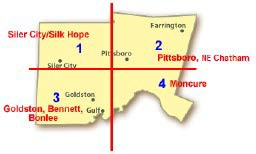 Farrington
Siler City/Silk Hope
1
2
Pittsboro
Pittsboro, NE Chatham
Siler City
3
4 Moncure
Goldston
Goldston, Bennett,
Bonlee
Gulf